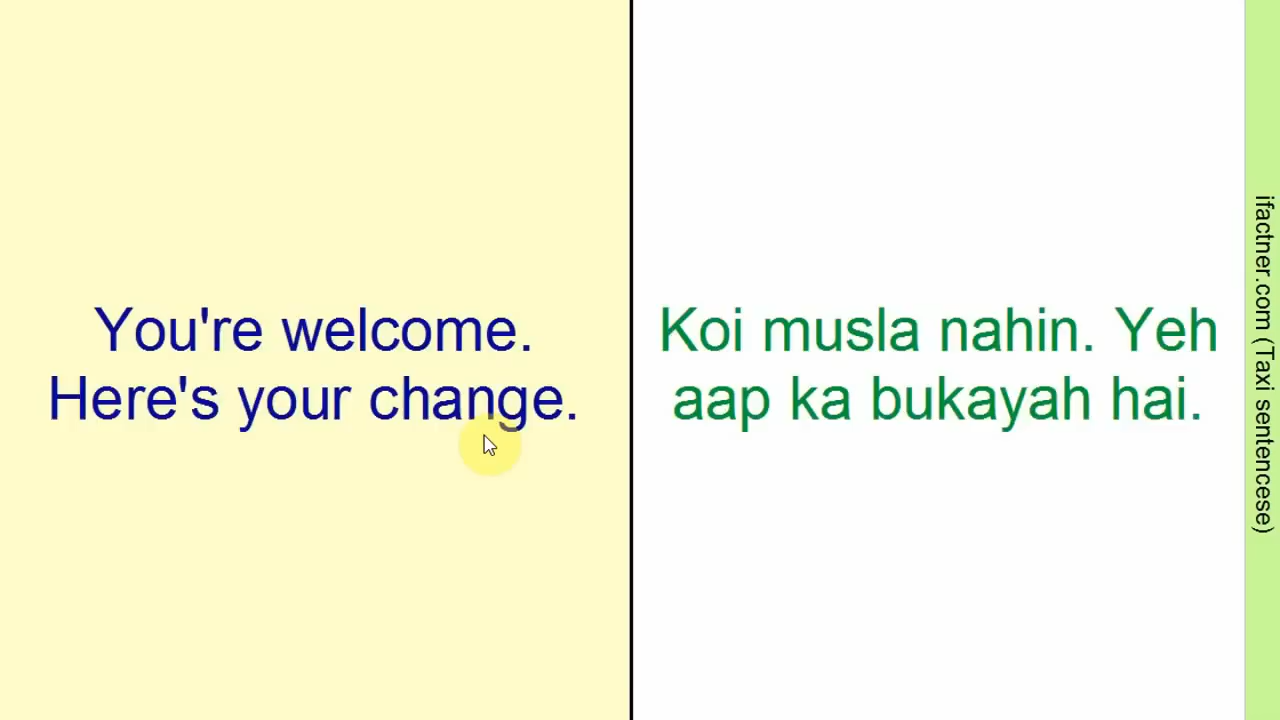 You're welcome.
Here's your change.
Koi musla nahin. Yeh
aap ka bukayah hai.
ifactner.com (Taxi sentencese)